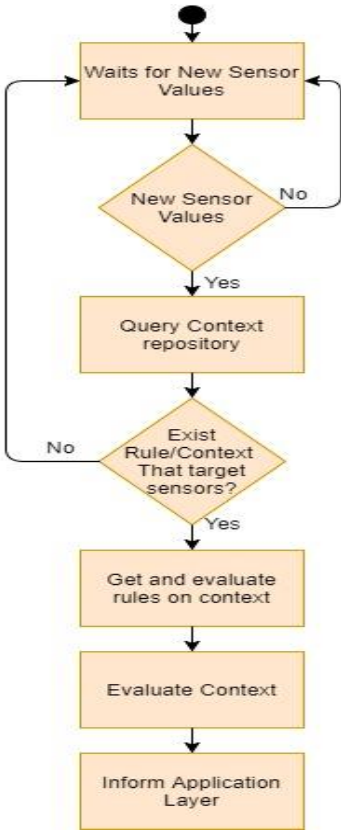 Waits for New Sensor
Values
New Sensor
Values
No
Yes
Query Context
repository
Exist
Rule/Context
That target
sensors?
No
Yes
Get and evaluate
rules on context
Evaluate Context
Inform Application
Layer